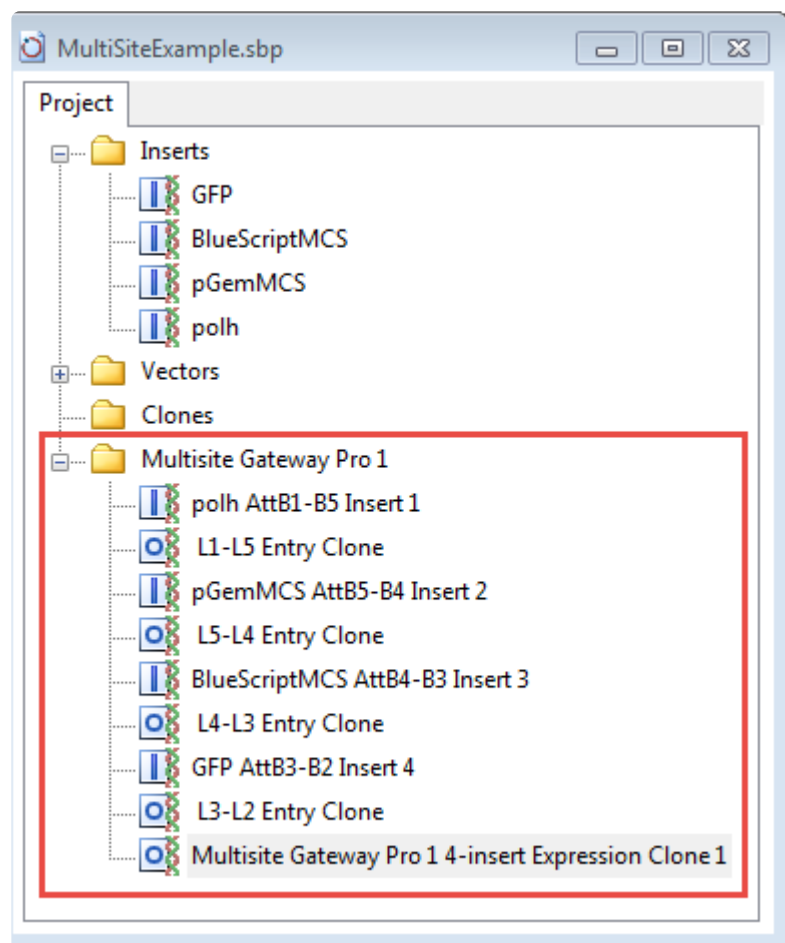 MultiSiteExample.sbp
Project
Inserts
GFP
BlueScriptMCS
pGemMCS
polh
Vectors
Clones
Multisite Gateway Pro 1
polh AttB1-B5 Insert 1
L1-L5 Entry Clone
pGemMCS AttB5-B4 Insert 2
L5-L4 Entry Clone
BlueScriptMCS AttB4-B3 Insert 3
L4-L3 Entry Clone
GFP AttB3-B2 Insert 4
L3-L2 Entry Clone
Multisite Gateway Pro 1 4-insert Expression Clone 1